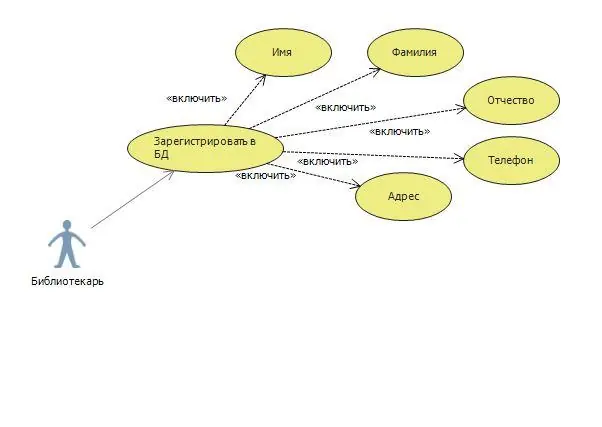 Имя
Фамилия
«включить»
«включить»
Отчество
«включить»
Зарегистрировать в
БД
«включить»
Телефон
«включить»
Адрес
Библиотекарь